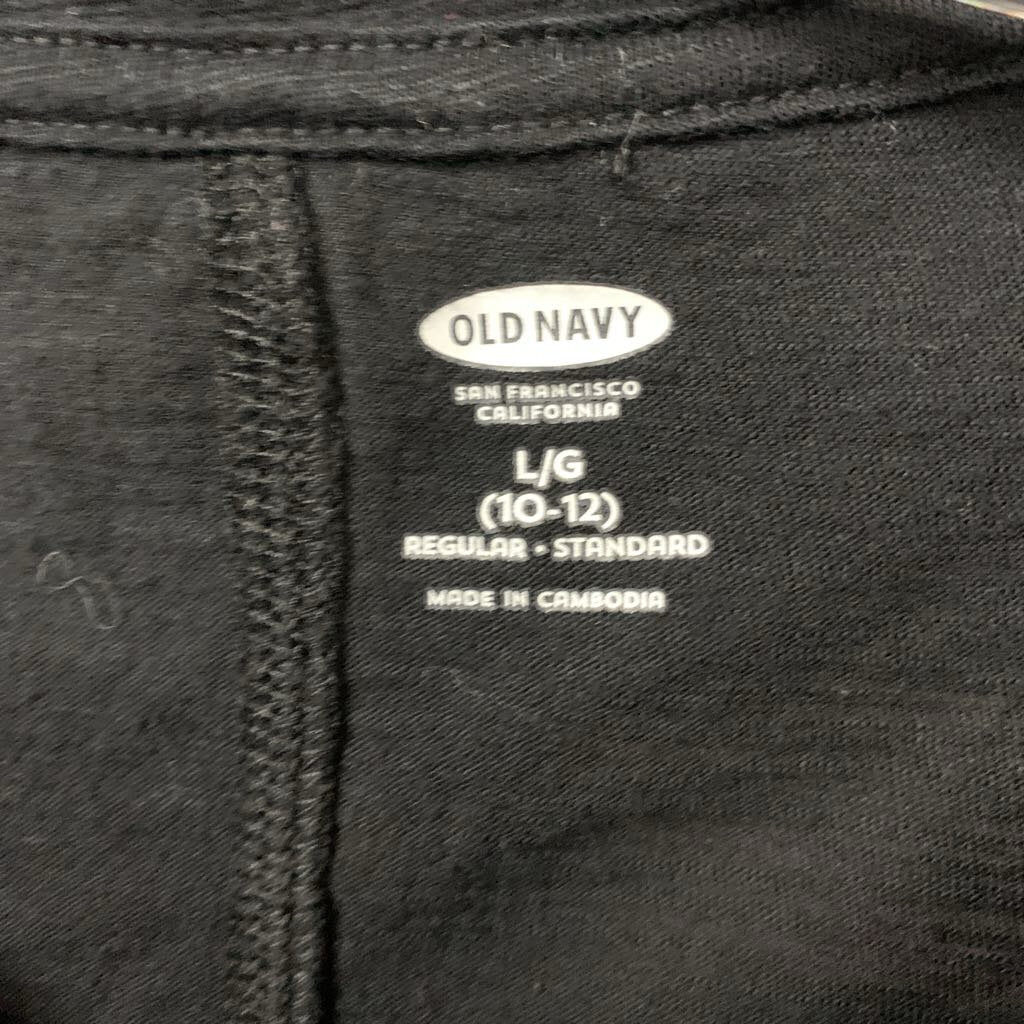 OLD NAVY
SAN FRANCISCO
CALIFORNIA
L/G
(10-12)
REGULAR • STANDARD
MADE IN CAMBODIA